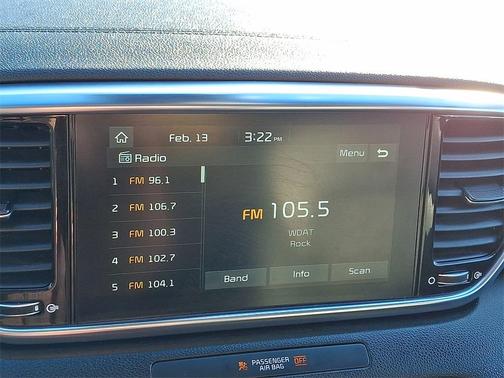 Feb. 13 3:22 PM
Radio Menu
1 FM 96.1
2 FM 106.7
3 FM 100.3
4 FM 102.7
5 FM 104.1
FM 105.5
WDAT
Rock
Band Info Scan
PASSENGER
AIR BAG OFF